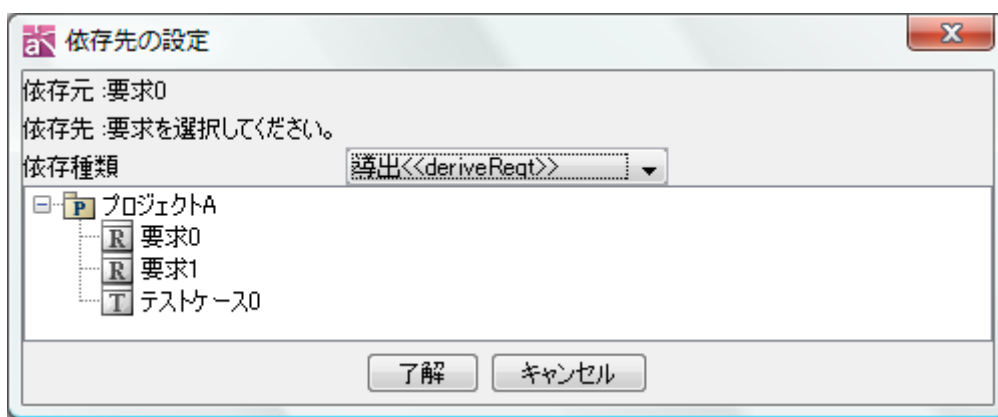 依存先の設定
依存元 :要求0
依存先 :要求を選択してください。
依存種類 導出<<deriveReqt>>
プロジェクトA
要求0
要求1
テストケース0
了解 キャンセル